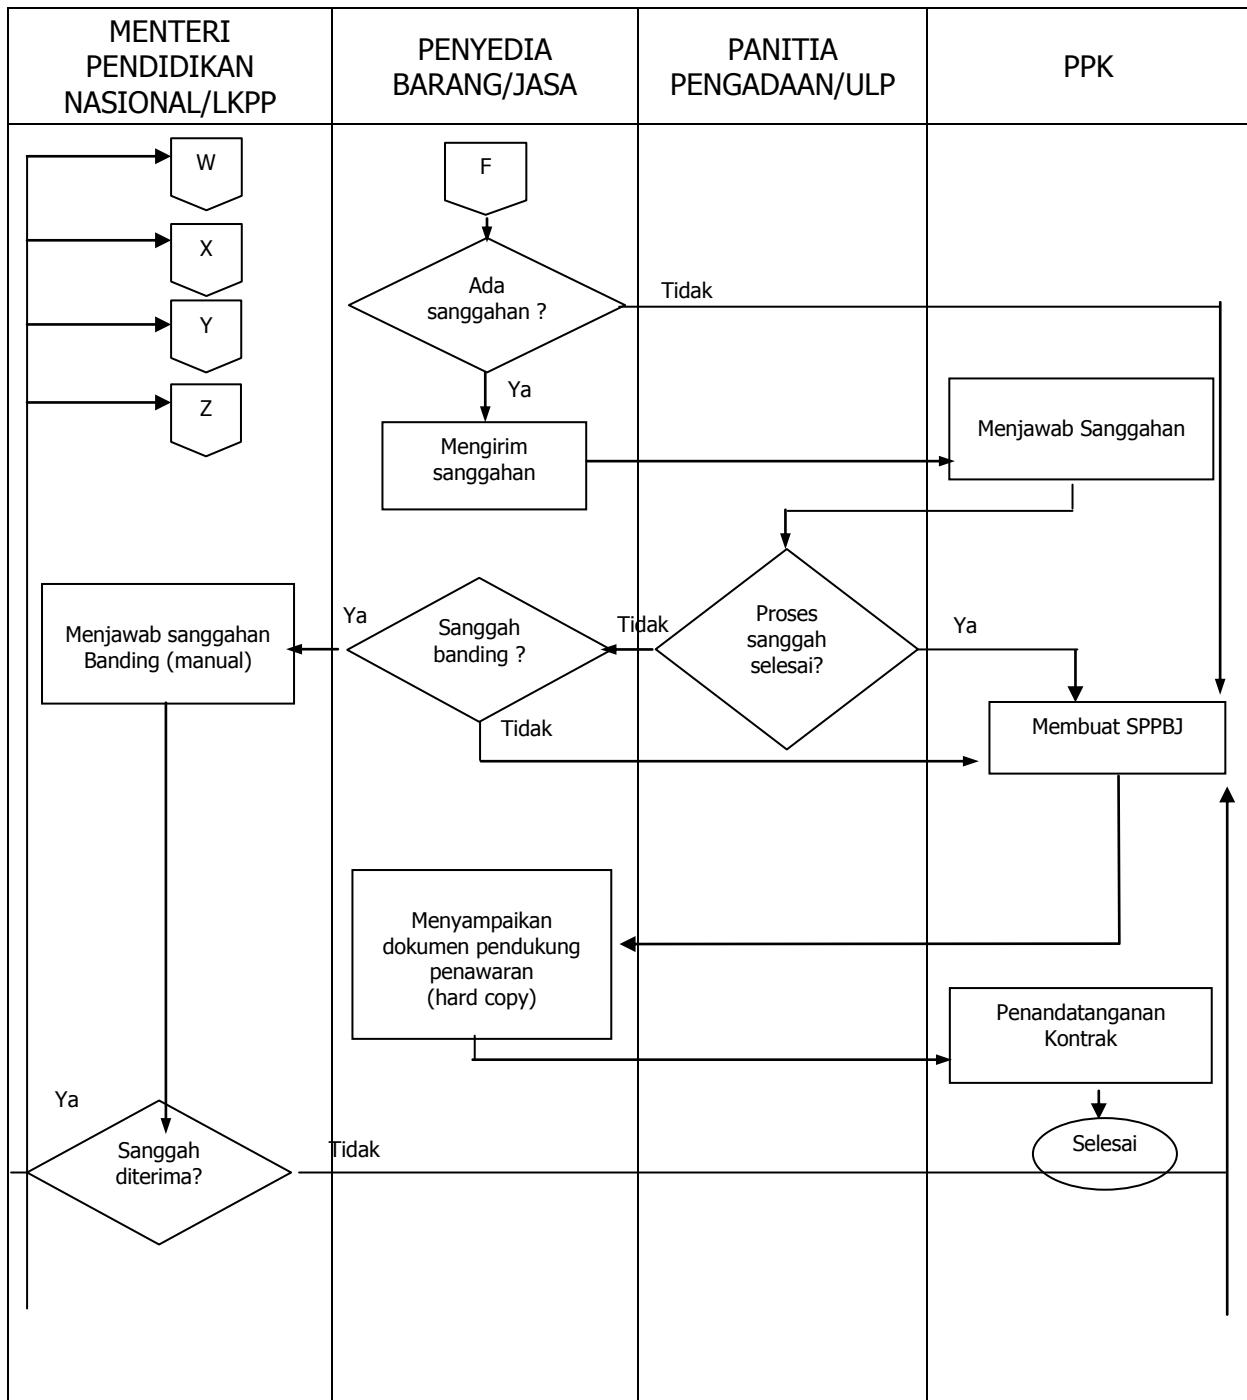 MENTERI
PENDIDIKAN
NASIONAL/LKPP
PENYEDIA
BARANG/JASA
PANITIA
PENGADAAN/ULP
PPK
W
F
X
Ada
sanggahan ?
Tidak
Y
Ya
Z
Mengirim
sanggahan
Menjawab Sanggahan
Menjawab sanggahan
Banding (manual)
Ya
Sanggah
banding ?
Tidak
Proses
sanggah
selesai?
Ya
Tidak
Membuat SPPBJ
Menyampaikan
dokumen pendukung
penawaran
(hard copy)
Penandatanganan
Kontrak
Ya
Sanggah
diterima?
Tidak
Selesai